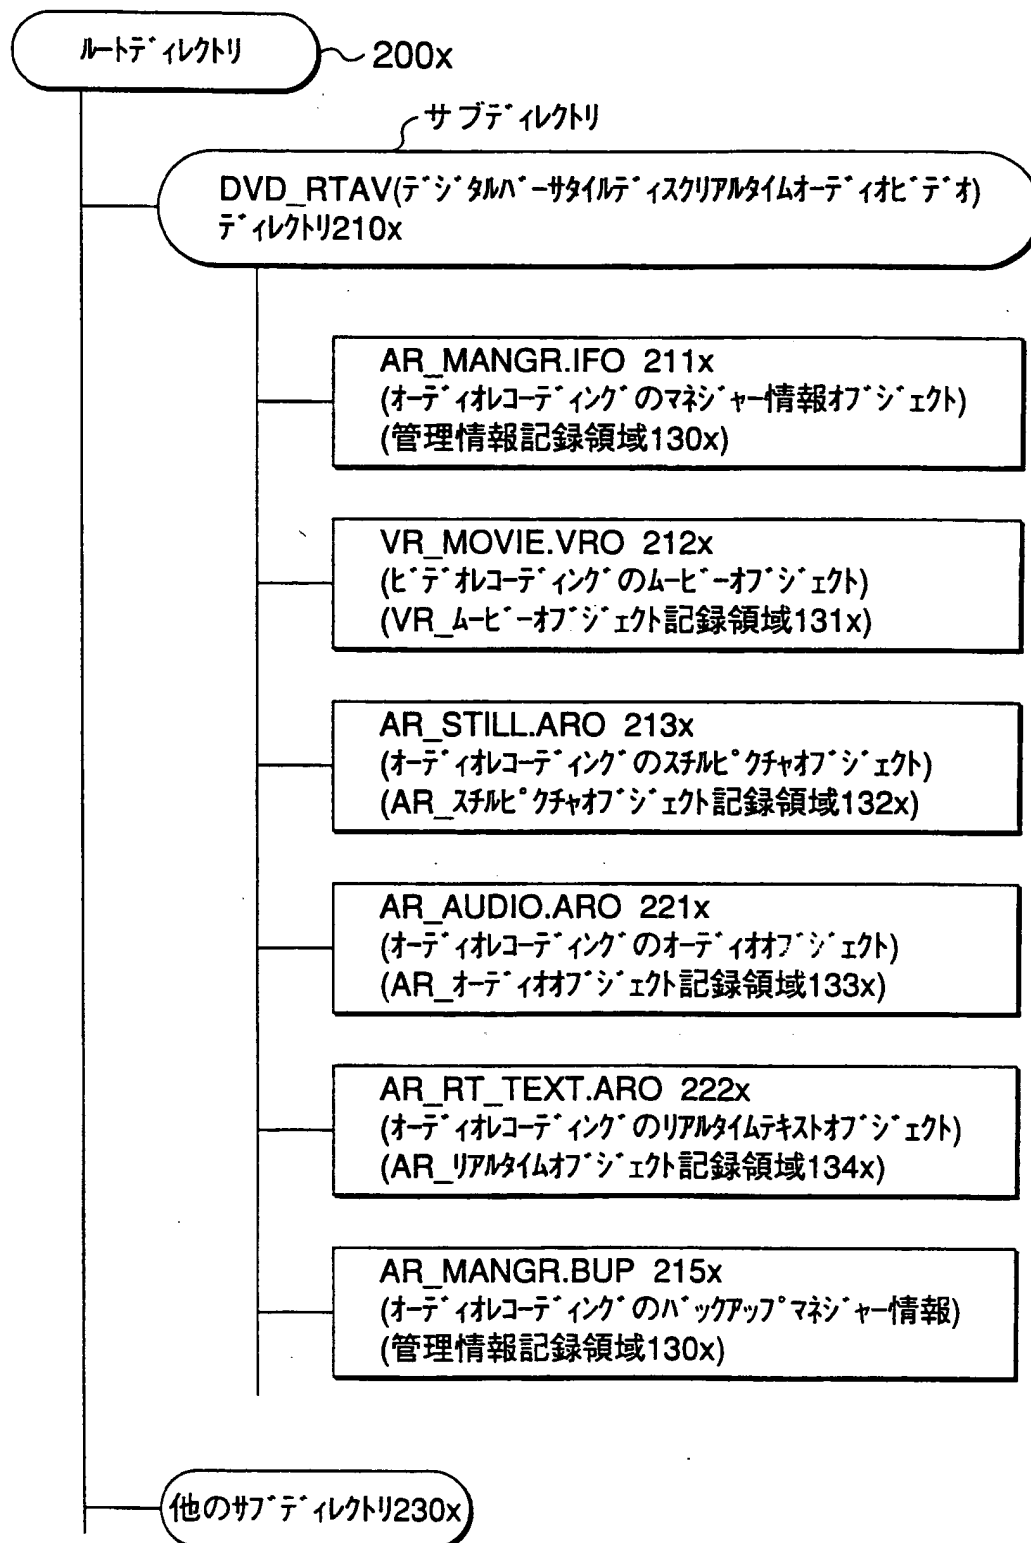 ﾙｰﾄﾃﾞｨﾚｸﾄﾘ
200x
サブﾃﾞｨﾚｸﾄﾘ
DVD_RTAV(ﾃﾞｼﾞﾀﾙﾊﾞｰｻﾀｲﾙﾃﾞｨｽｸﾘｱﾙﾀｲﾑｵｰﾃﾞｨｵﾋﾞﾃﾞｵ)
ﾃﾞｨﾚｸﾄﾘ210x
AR_MANGR.IFO 211x
(ｵｰﾃﾞｨｵﾚｺｰﾃﾞｨﾝｸﾞのﾏﾈｼﾞｬｰ情報ｵﾌﾞｼﾞｪｸﾄ)
(管理情報記録領域130x)
VR_MOVIE.VRO 212x
(ﾋﾞﾃﾞｵﾚｺｰﾃﾞｨﾝｸﾞのﾑｰﾋﾞｰｵﾌﾞｼﾞｪｸﾄ)
(VR_ﾑｰﾋﾞｰｵﾌﾞｼﾞｪｸﾄ記録領域131x)
AR_STILL.ARO 213x
(ｵｰﾃﾞｨｵﾚｺｰﾃﾞｨﾝｸﾞのｽﾁﾙﾋﾟｸﾁｬｵﾌﾞｼﾞｪｸﾄ)
(AR_ｽﾁﾙﾋﾟｸﾁｬｵﾌﾞｼﾞｪｸﾄ記録領域132x)
AR_AUDIO.ARO 221x
(ｵｰﾃﾞｨｵﾚｺｰﾃﾞｨﾝｸﾞのｵｰﾃﾞｨｵｵﾌﾞｼﾞｪｸﾄ)
(AR_ｵｰﾃﾞｨｵｵﾌﾞｼﾞｪｸﾄ記録領域133x)
AR_RT_TEXT.ARO 222x
(ｵｰﾃﾞｨｵﾚｺｰﾃﾞｨﾝｸﾞのﾘｱﾙﾀｲﾑﾃｷｽﾄｵﾌﾞｼﾞｪｸﾄ)
(AR_ﾘｱﾙﾀｲﾑｵﾌﾞｼﾞｪｸﾄ記録領域134x)
AR_MANGR.BUP 215x
(ｵｰﾃﾞｨｵﾚｺｰﾃﾞｨﾝｸﾞのﾊﾞｯｸｱｯﾌﾟﾏﾈｼﾞｬｰ情報)
(管理情報記録領域130x)
他のｻﾌﾞﾃﾞｨﾚｸﾄﾘ230x